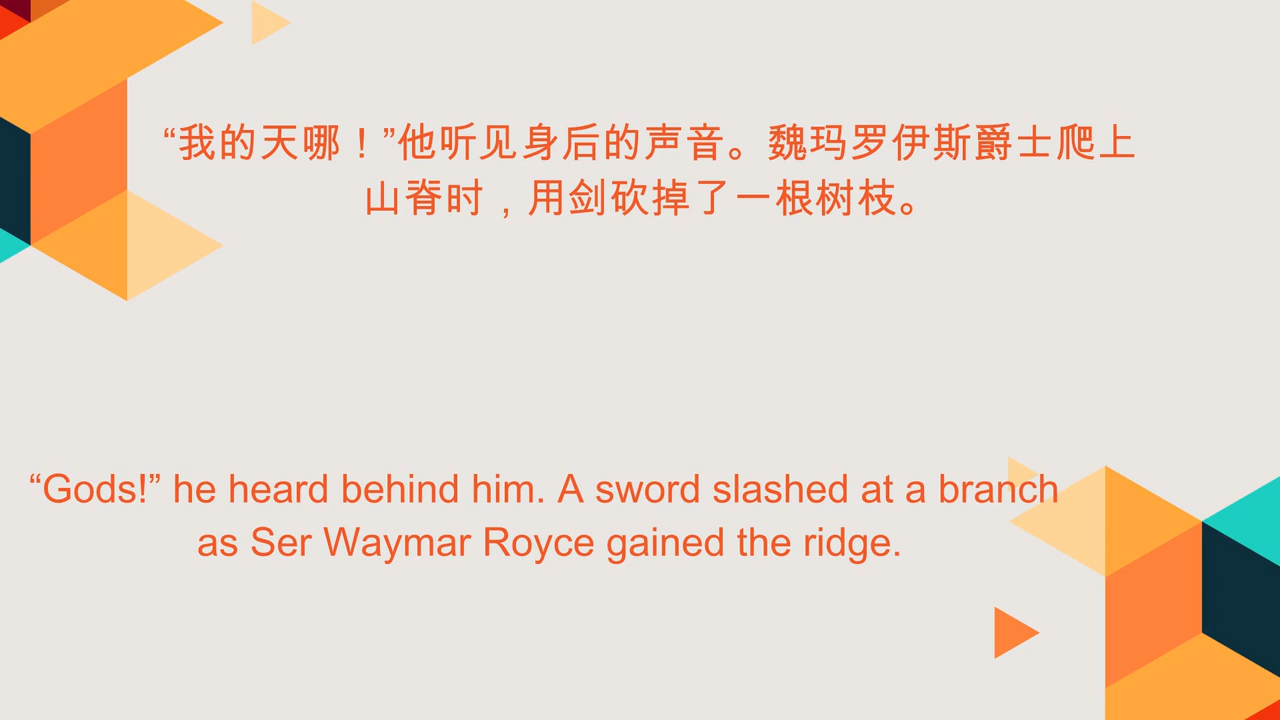 “我的天哪！”他听见身后的声音。魏玛罗伊斯爵士爬上
山脊时，用剑砍掉了一根树枝。
“Gods!” he heard behind him. A sword slashed at a branch
as Ser Waymar Royce gained the ridge.